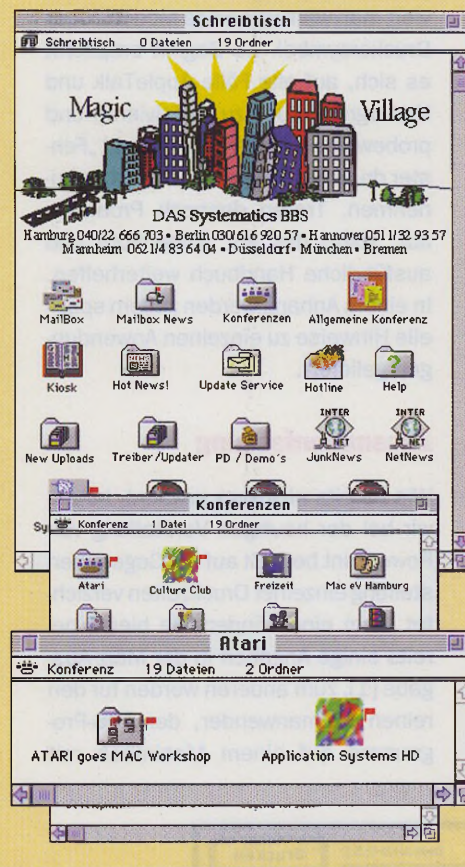 Schreibtisch
Schreibtisch 0 Dateien 19 Ordner
Magic Village
DAS Systematics BBS
Hamburg 040/22 666 703 • Berlin 030/616 920 57 • Hannover 0511/32 93 57
Mannheim 0621/4 83 64 04 • Düsseldorf • München • Bremen
MailBox Mailbox News Konferenzen Allgemeine Konferenz
Kiosk Hot News! Update Service Hotline Help
INTER NET INTER NET
New Uploads Treiber/Updater PD / Demo's JunkNews NetNews
Sy
Konferenzen
Konferenz 1 Datei 19 Ordner
Atari Culture Club Freizeit Mac eV Hamburg
Atari
Konferenz 19 Dateien 2 Ordner
ATARI goes MAC Workshop Application Systems HD